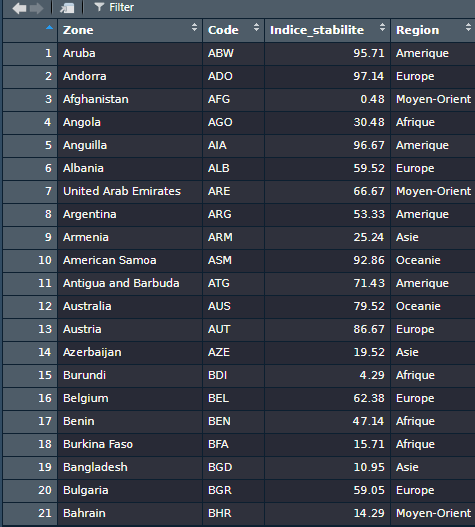 Filter
Zone Code Indice_stabilite Region
1 Aruba ABW 95.71 Amerique
2 Andorra ADO 97.14 Europe
3 Afghanistan AFG 0.48 Moyen-Orient
4 Angola AGO 30.48 Afrique
5 Anguilla AIA 96.67 Amerique
6 Albania ALB 59.52 Europe
7 United Arab Emirates ARE 66.67 Moyen-Orient
8 Argentina ARG 53.33 Amerique
9 Armenia ARM 25.24 Asie
10 American Samoa ASM 92.86 Oceanie
11 Antigua and Barbuda ATG 71.43 Amerique
12 Australia AUS 79.52 Oceanie
13 Austria AUT 86.67 Europe
14 Azerbaijan AZE 19.52 Asie
15 Burundi BDI 4.29 Afrique
16 Belgium BEL 62.38 Europe
17 Benin BEN 47.14 Afrique
18 Burkina Faso BFA 15.71 Afrique
19 Bangladesh BGD 10.95 Asie
20 Bulgaria BGR 59.05 Europe
21 Bahrain BHR 14.29 Moyen-Orient